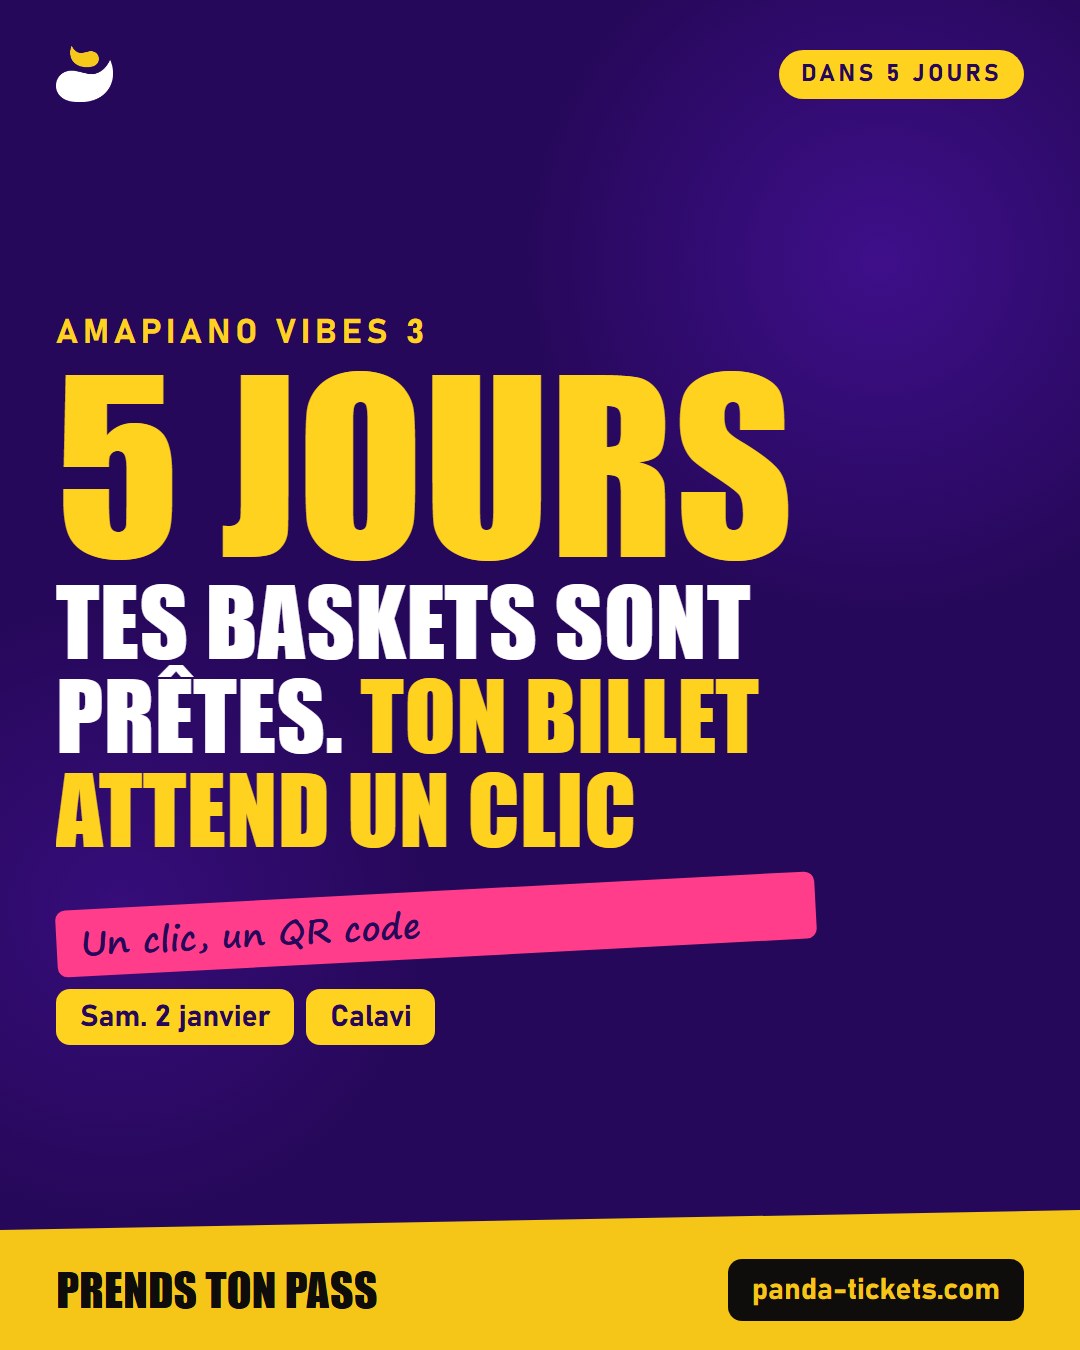 DANS 5 JOURS
AMAPIANO VIBES 3
5 JOURS
TES BASKETS SONT
PRÊTES. TON BILLET
ATTEND UN CLIC
Un clic, un QR code
Sam. 2 janvier
Calavi
PRENDS TON PASS
panda-tickets.com